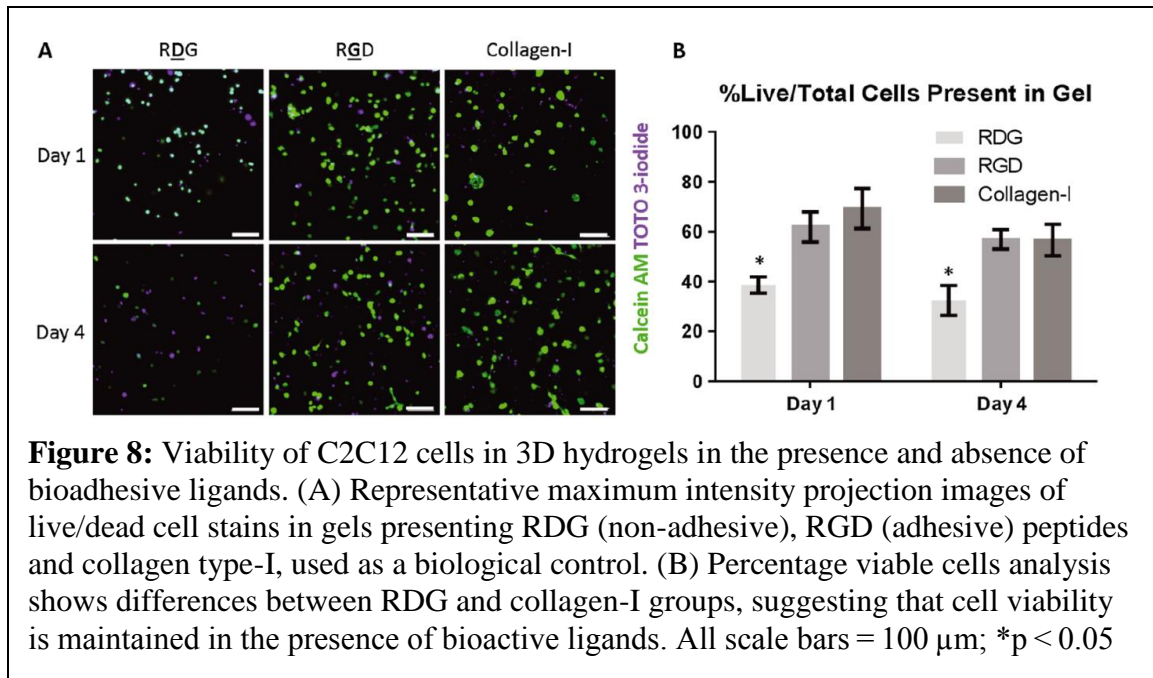 A
RDG
RGD
Collagen-I
Day 1
Day 4
Calcein AM TOTO 3-iodide
B
%Live/Total Cells Present in Gel
100
80
60
40
20
0
RDG
RGD
Collagen-I
*
*
Day 1
Day 4
Figure 8: Viability of C2C12 cells in 3D hydrogels in the presence and absence of
bioadhesive ligands. (A) Representative maximum intensity projection images of
live/dead cell stains in gels presenting RDG (non-adhesive), RGD (adhesive) peptides
and collagen type-I, used as a biological control. (B) Percentage viable cells analysis
shows differences between RDG and collagen-I groups, suggesting that cell viability
is maintained in the presence of bioactive ligands. All scale bars = 100 µm; *p < 0.05